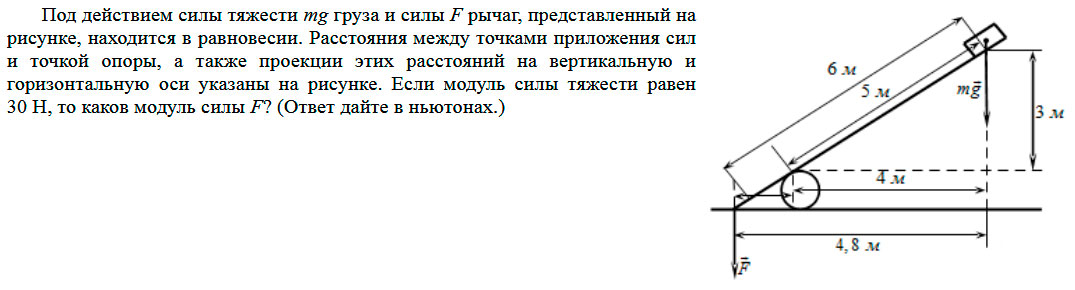 Под действием силы тяжести mg груза и силы F рычаг, представленный на
рисунке, находится в равновесии. Расстояния между точками приложения сил
и точкой опоры, а также проекции этих расстояний на вертикальную и
горизонтальную оси указаны на рисунке. Если модуль силы тяжести равен
30 Н, то каков модуль силы F? (Ответ дайте в ньютонах.)
6 м
5 м
mg⃗
3 м
4 м
4,8 м
F⃗